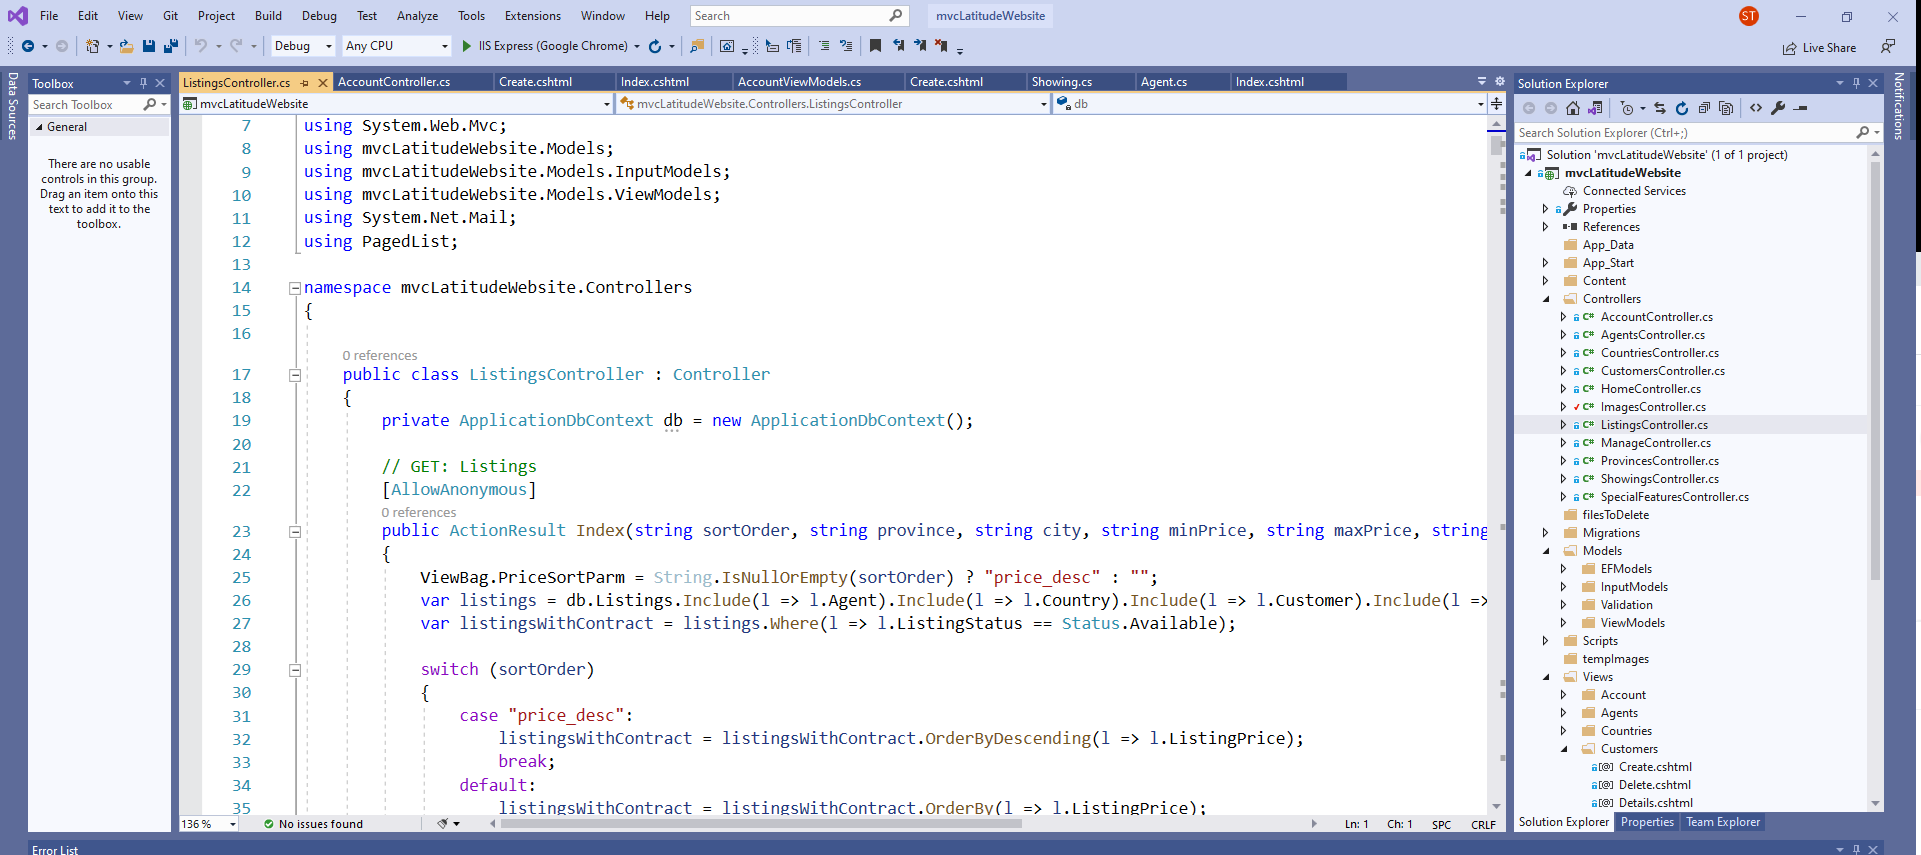 File Edit View Git Project Build Debug Test Analyze Tools Extensions Window Help Search mvcLatitudeWebsite ST
Debug Any CPU IIS Express (Google Chrome) Live Share
Data Sources
Toolbox
Search Toolbox
General
There are no usable
controls in this group.
Drag an item onto this
text to add it to the
toolbox.
ListingsController.cs AccountController.cs Create.cshtml Index.cshtml AccountViewModels.cs Create.cshtml Showing.cs Agent.cs Index.cshtml
mvcLatitudeWebsite mvcLatitudeWebsite.Controllers.ListingsController db
7 using System.Web.Mvc;
8 using mvcLatitudeWebsite.Models;
9 using mvcLatitudeWebsite.Models.InputModels;
10 using mvcLatitudeWebsite.Models.ViewModels;
11 using System.Net.Mail;
12 using PagedList;
13
14 namespace mvcLatitudeWebsite.Controllers
15 {
16
0 references
17 public class ListingsController : Controller
18 {
19 private ApplicationDbContext db = new ApplicationDbContext();
20
21 // GET: Listings
22 [AllowAnonymous]
0 references
23 public ActionResult Index(string sortOrder, string province, string city, string minPrice, string maxPrice, string
24 {
25 ViewBag.PriceSortParm = String.IsNullOrEmpty(sortOrder) ? "price_desc" : "";
26 var listings = db.Listings.Include(l => l.Agent).Include(l => l.Country).Include(l => l.Customer).Include(l =>
27 var listingsWithContract = listings.Where(l => l.ListingStatus == Status.Available);
28
29 switch (sortOrder)
30 {
31 case "price_desc":
32 listingsWithContract = listingsWithContract.OrderByDescending(l => l.ListingPrice);
33 break;
34 default:
35 listingsWithContract = listingsWithContract.OrderBy(l => l.ListingPrice);
136 % No issues found Ln: 1 Ch: 1 SPC CRLF
Error List
Solution Explorer
Search Solution Explorer (Ctrl+;)
Solution 'mvcLatitudeWebsite' (1 of 1 project)
mvcLatitudeWebsite
Connected Services
Properties
References
App_Data
App_Start
Content
Controllers
C# AccountController.cs
C# AgentsController.cs
C# CountriesController.cs
C# CustomersController.cs
C# HomeController.cs
C# ImagesController.cs
C# ListingsController.cs
C# ManageController.cs
C# ProvincesController.cs
C# ShowingsController.cs
C# SpecialFeaturesController.cs
filesToDelete
Migrations
Models
EFModels
InputModels
Validation
ViewModels
Scripts
tempImages
Views
Account
Agents
Countries
Customers
[@] Create.cshtml
[@] Delete.cshtml
[@] Details.cshtml
Solution Explorer Properties Team Explorer
Notifications